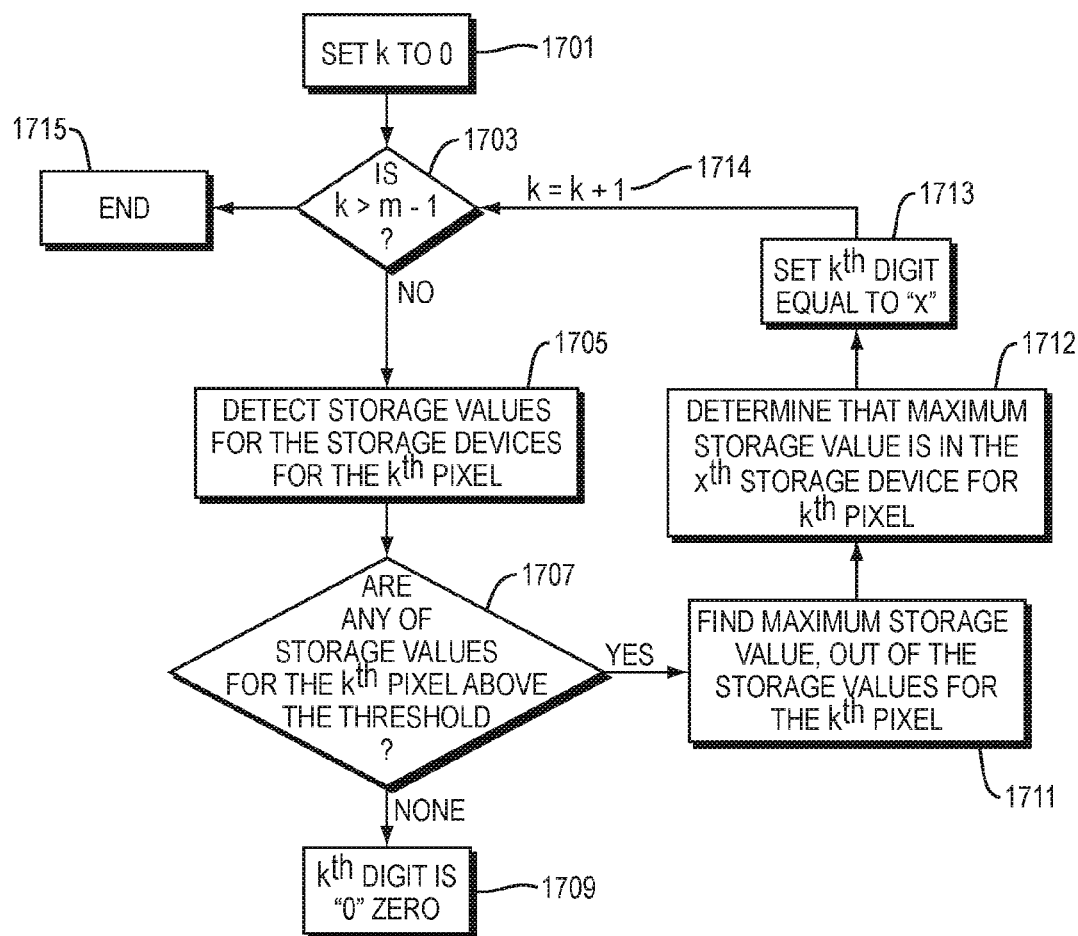 SET k TO 0
1701
1715
END
1703
IS
k > m - 1
?
k = k + 1
1714
1713
SET kth DIGIT
EQUAL TO “x”
NO
1705
DETECT STORAGE VALUES
FOR THE STORAGE DEVICES
FOR THE kth PIXEL
1712
DETERMINE THAT MAXIMUM
STORAGE VALUE IS IN THE
xth STORAGE DEVICE FOR
kth PIXEL
1707
ARE
ANY OF
STORAGE VALUES
FOR THE kth PIXEL ABOVE
THE THRESHOLD
?
YES
FIND MAXIMUM STORAGE
VALUE, OUT OF THE
STORAGE VALUES FOR
THE kth PIXEL
1711
NONE
kth DIGIT IS
“0” ZERO
1709